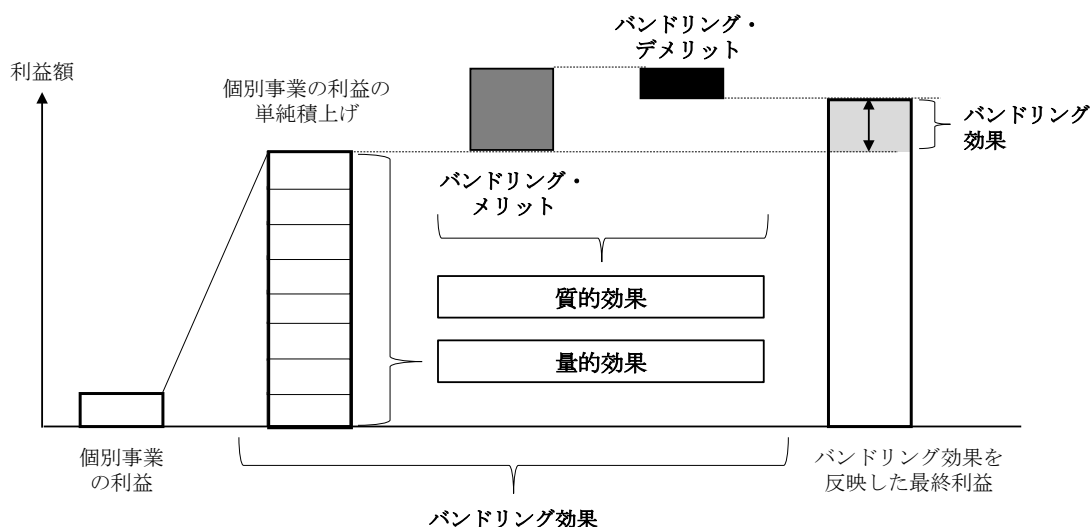 バンドリング・
デメリット
利益額
個別事業の利益の
単純積上げ
バンドリング
効果
バンドリング・
メリット
質的効果
量的効果
個別事業
の利益
バンドリング効果を
反映した最終利益
バンドリング効果